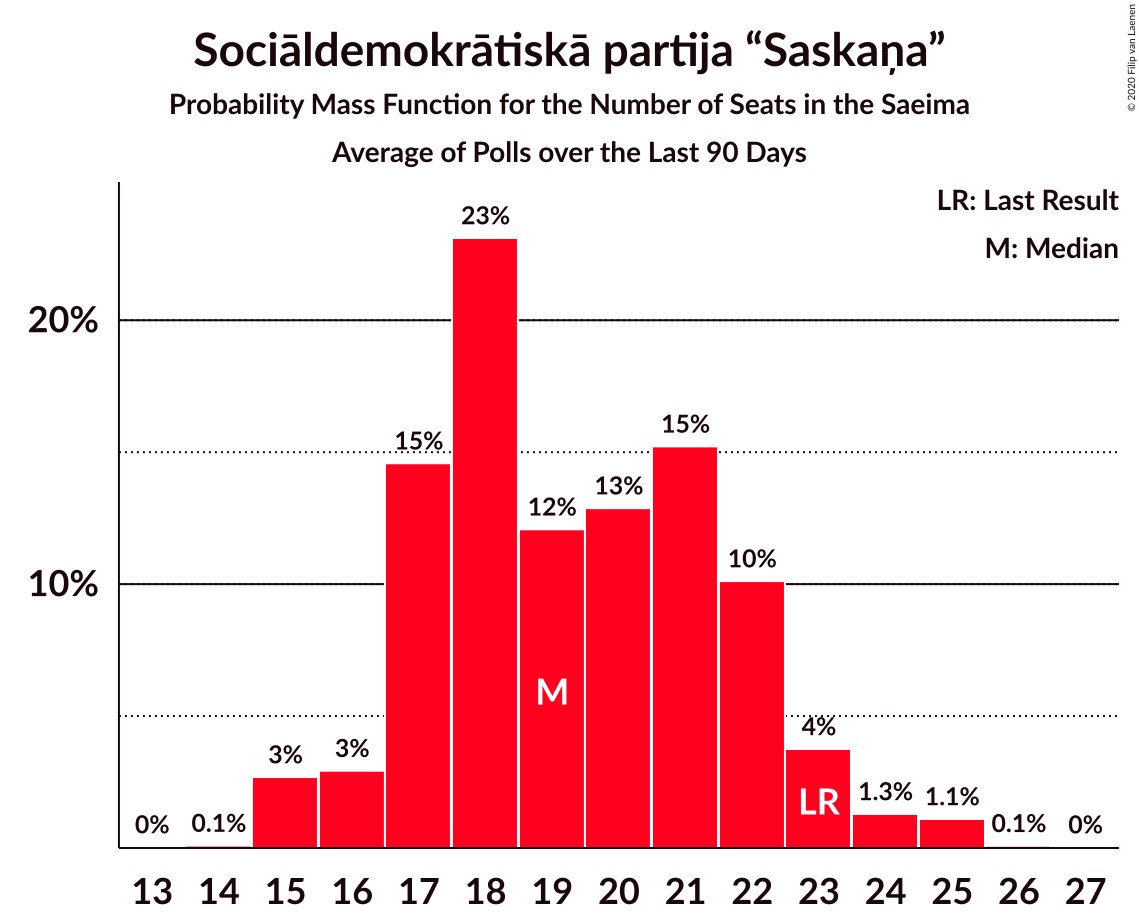 Sociāldemokrātiskā partija “Saskaņa”
Probability Mass Function for the Number of Seats in the Saeima
Average of Polls over the Last 90 Days
© 2020 Filip van Laenen
LR: Last Result
M: Median
20%
10%
0%
0.1%
3%
3%
15%
23%
12%
13%
15%
10%
4%
1.3%
1.1%
0.1%
0%
M
LR
13 14 15 16 17 18 19 20 21 22 23 24 25 26 27